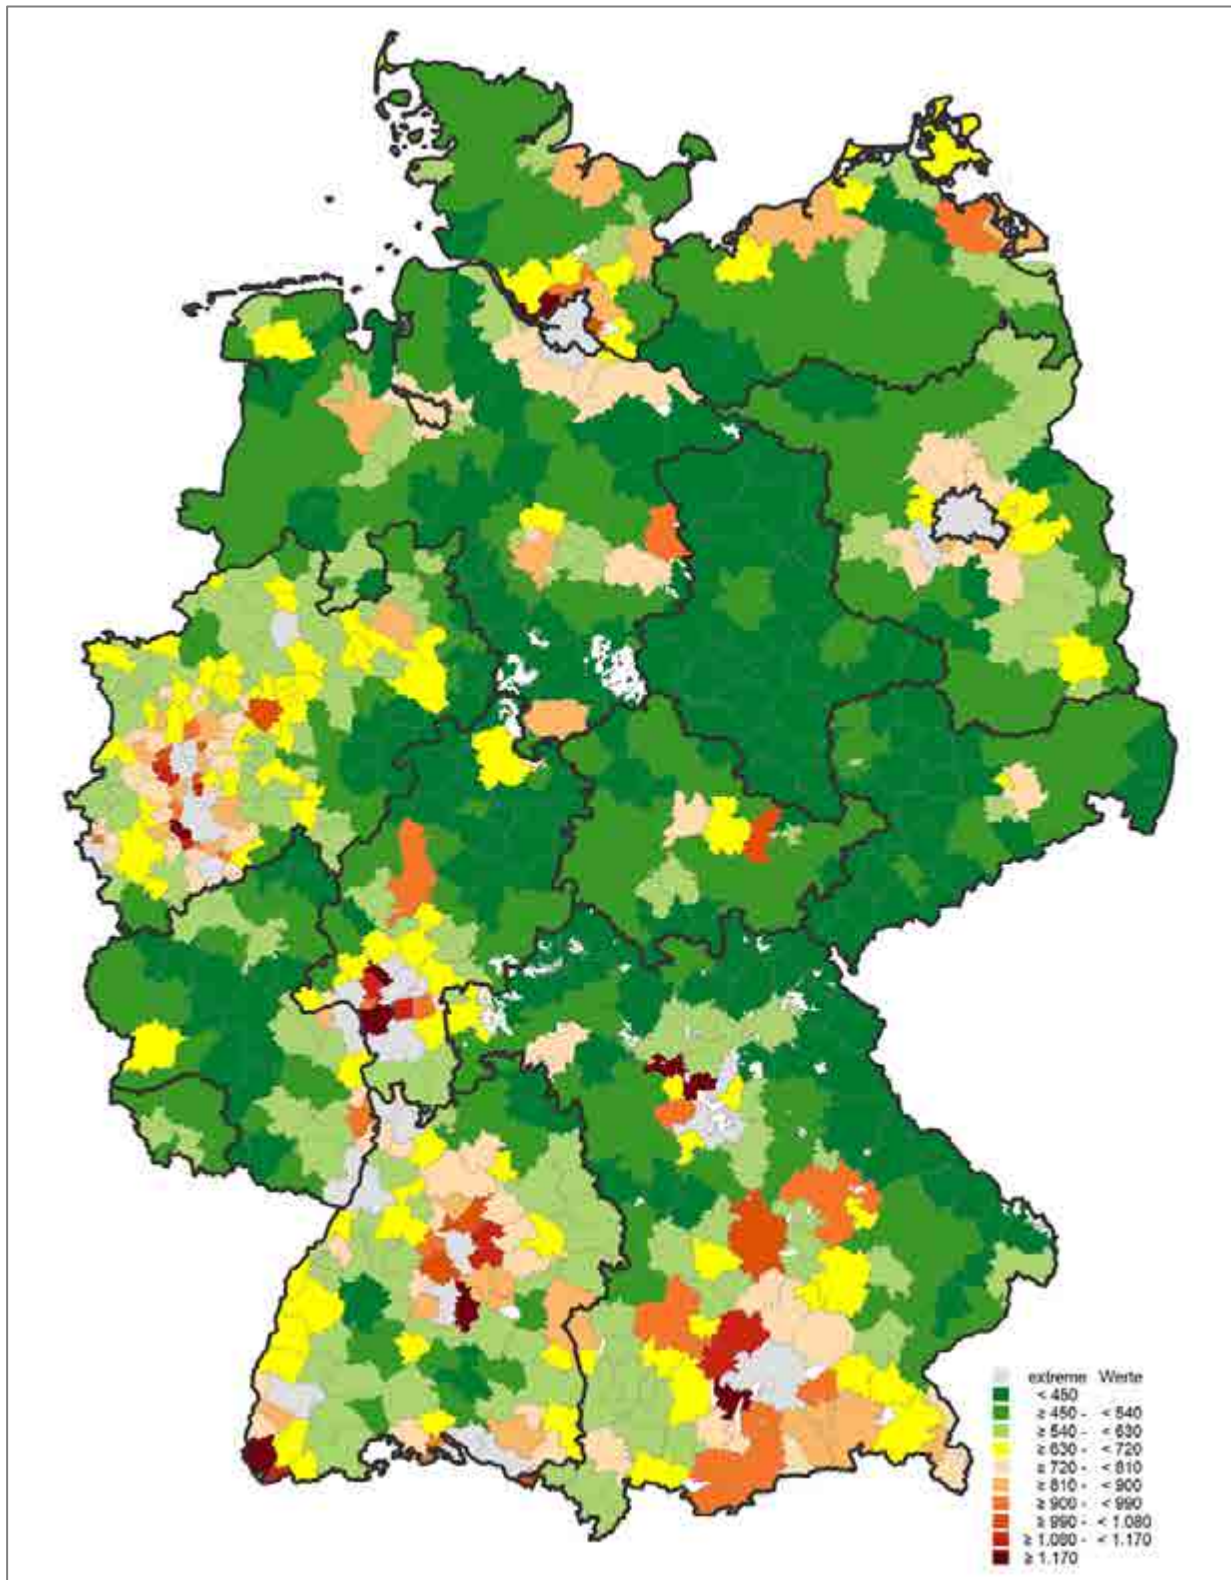 extreme Werte
< 450
≥ 450 - < 540
≥ 540 - < 630
≥ 630 - < 720
≥ 720 - < 810
≥ 810 - < 900
≥ 900 - < 990
≥ 990 - < 1.080
≥ 1.080 - < 1.170
≥ 1.170